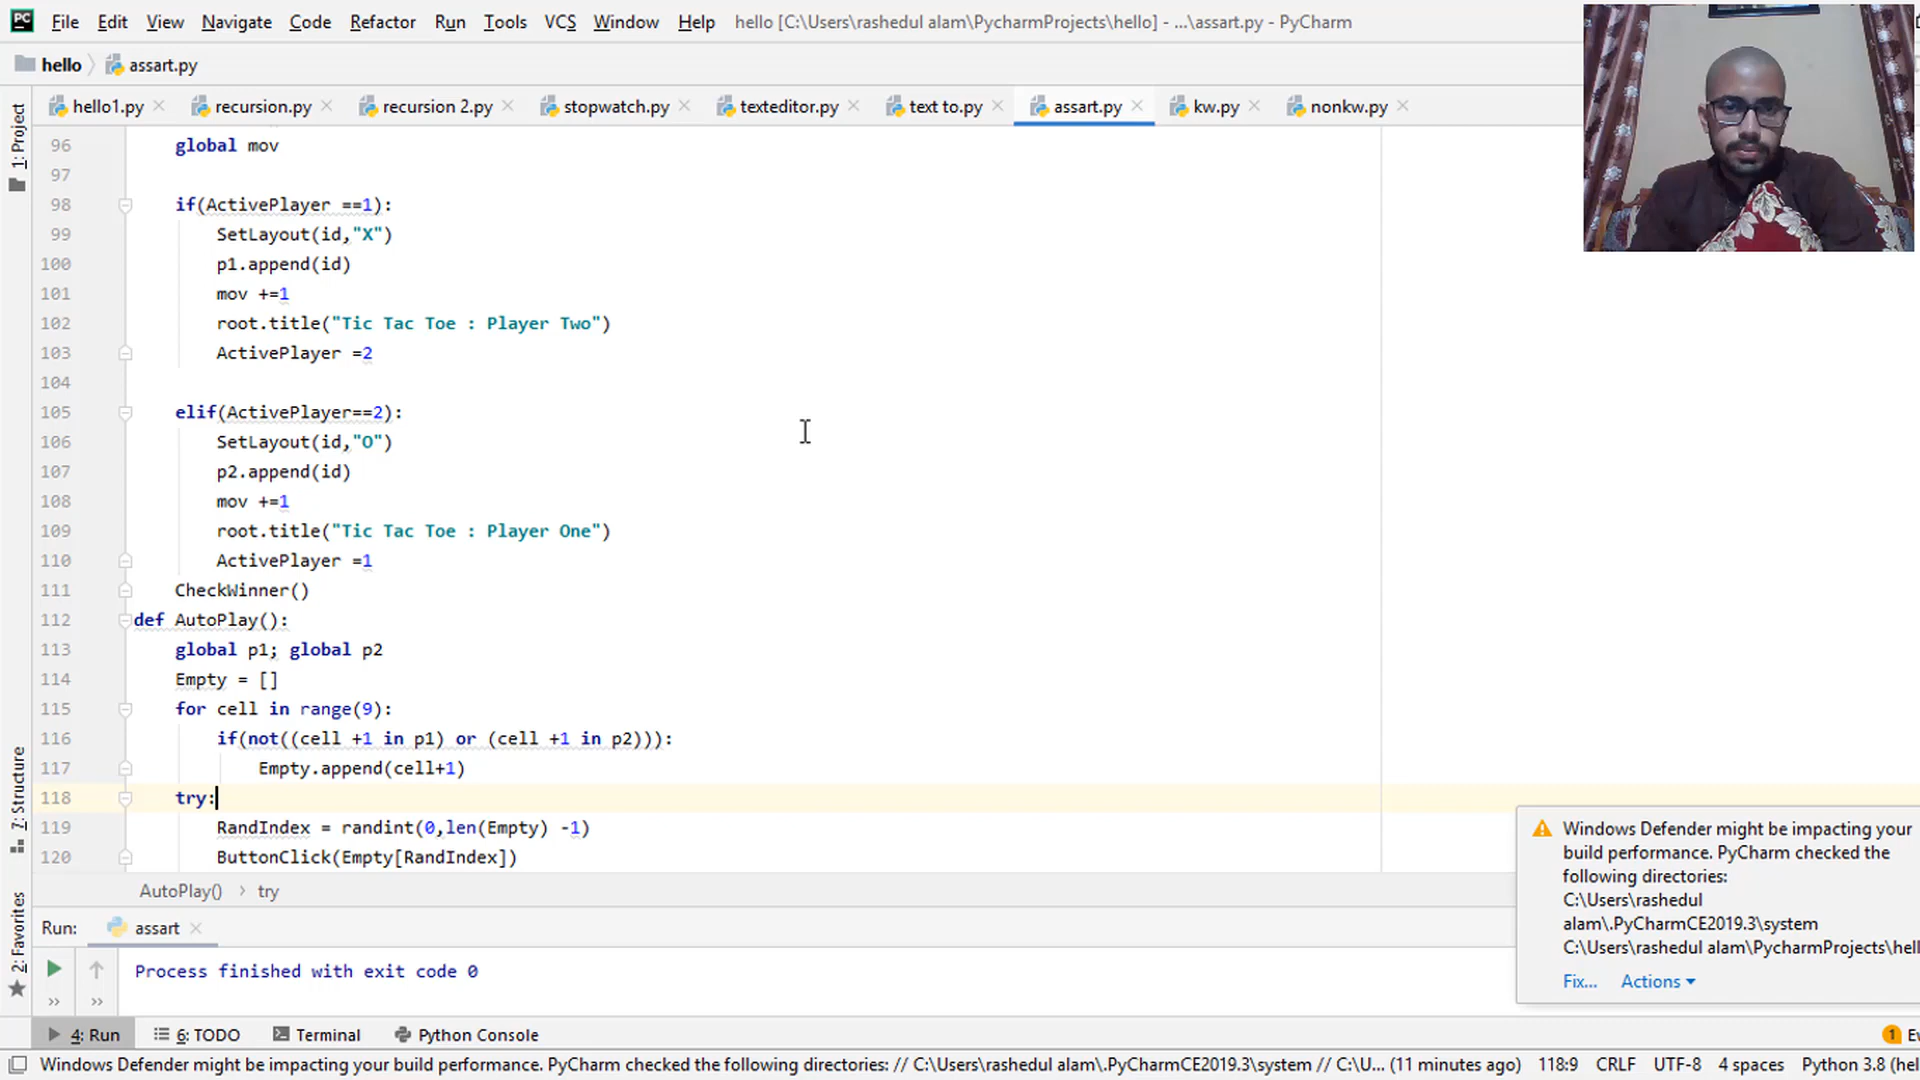 File Edit View Navigate Code Refactor Run Tools VCS Window Help hello [C:\Users\rashedul alam\PycharmProjects\hello] - ...\assart.py - PyCharm
hello assart.py
hello1.py recursion.py recursion 2.py stopwatch.py texteditor.py text to.py assart.py kw.py nonkw.py
1: Project
96 global mov
97
98 if(ActivePlayer ==1):
99 SetLayout(id,"X")
100 p1.append(id)
101 mov +=1
102 root.title("Tic Tac Toe : Player Two")
103 ActivePlayer =2
104
105 elif(ActivePlayer==2):
106 SetLayout(id,"O")
107 p2.append(id)
108 mov +=1
109 root.title("Tic Tac Toe : Player One")
110 ActivePlayer =1
111 CheckWinner()
112 def AutoPlay():
113 global p1; global p2
114 Empty = []
115 for cell in range(9):
116 if(not((cell +1 in p1) or (cell +1 in p2))):
117 Empty.append(cell+1)
118 try:
119 RandIndex = randint(0,len(Empty) -1)
120 ButtonClick(Empty[RandIndex])
7: Structure
2: Favorites
AutoPlay() › try
Windows Defender might be impacting your
build performance. PyCharm checked the
following directories:
C:\Users\rashedul
alam\.PyCharmCE2019.3\system
C:\Users\rashedul alam\PycharmProjects\hell
Fix... Actions
Run: assart
Process finished with exit code 0
4: Run 6: TODO Terminal Python Console 1 Ev
Windows Defender might be impacting your build performance. PyCharm checked the following directories: // C:\Users\rashedul alam\.PyCharmCE2019.3\system // C:\U... (11 minutes ago) 118:9 CRLF UTF-8 4 spaces Python 3.8 (hel